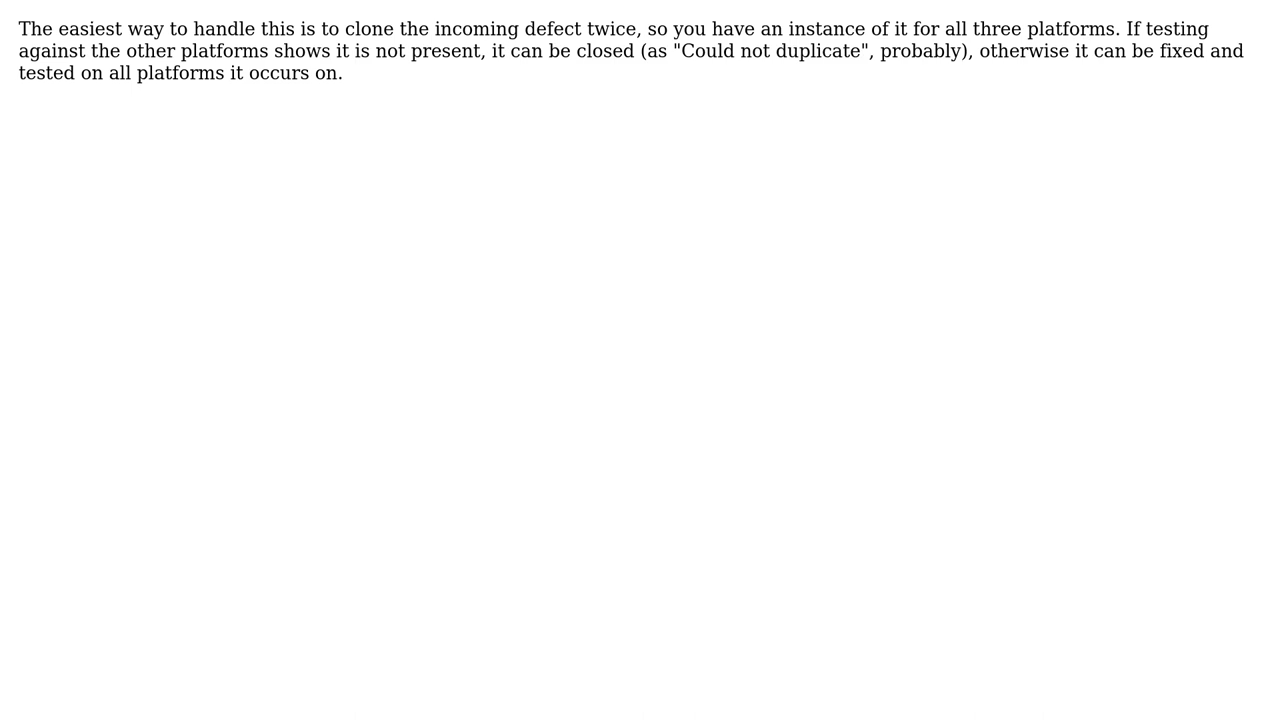 The easiest way to handle this is to clone the incoming defect twice, so you have an instance of it for all three platforms. If testing
against the other platforms shows it is not present, it can be closed (as "Could not duplicate", probably), otherwise it can be fixed and
tested on all platforms it occurs on.